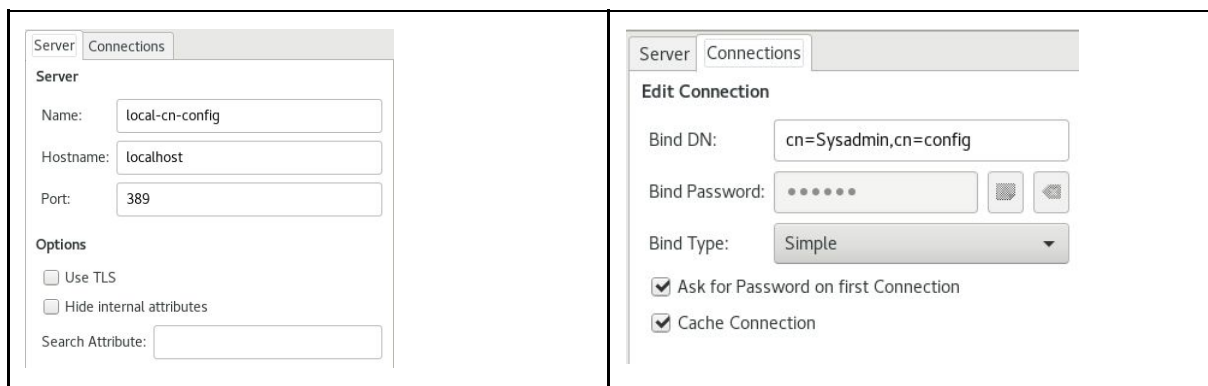 Server Connections
Server
Name: local-cn-config
Hostname: localhost
Port: 389
Options
Use TLS
Hide internal attributes
Search Attribute:
Server Connections
Edit Connection
Bind DN: cn=Sysadmin,cn=config
Bind Password: ●●●●●●
Bind Type: Simple
Ask for Password on first Connection
Cache Connection